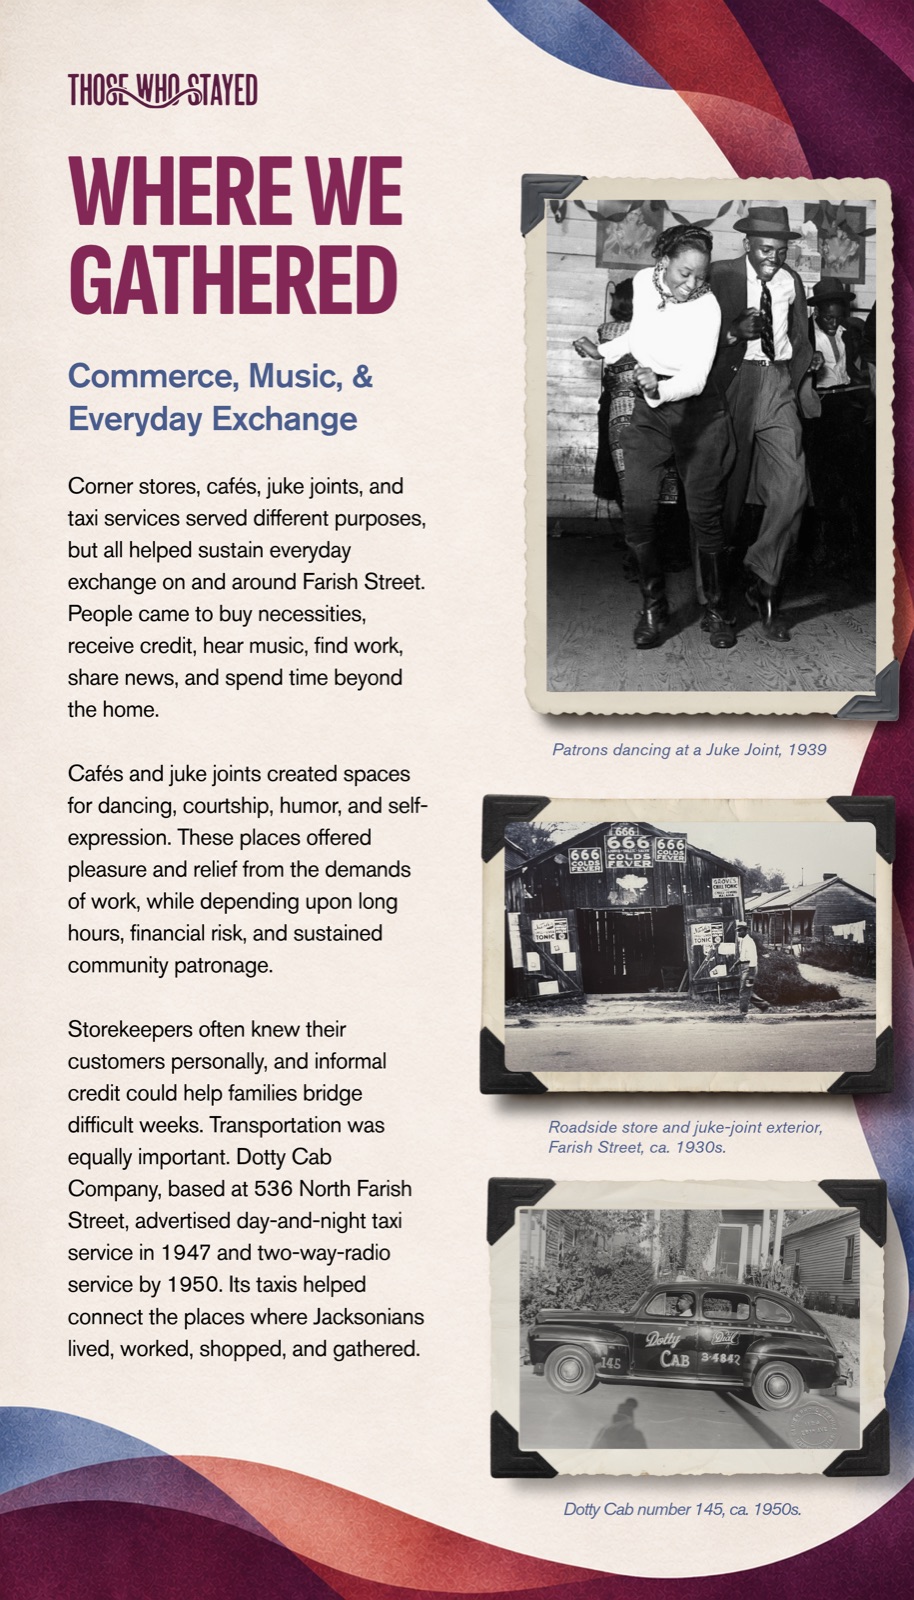 THOSE WHO STAYED
WHERE WE
GATHERED
Commerce, Music, &
Everyday Exchange
Corner stores, cafés, juke joints, and
taxi services served different purposes,
but all helped sustain everyday
exchange on and around Farish Street.
People came to buy necessities,
receive credit, hear music, find work,
share news, and spend time beyond
the home.
Cafés and juke joints created spaces
for dancing, courtship, humor, and self-
expression. These places offered
pleasure and relief from the demands
of work, while depending upon long
hours, financial risk, and sustained
community patronage.
Storekeepers often knew their
customers personally, and informal
credit could help families bridge
difficult weeks. Transportation was
equally important. Dotty Cab
Company, based at 536 North Farish
Street, advertised day-and-night taxi
service in 1947 and two-way-radio
service by 1950. Its taxis helped
connect the places where Jacksonians
lived, worked, shopped, and gathered.
Patrons dancing at a Juke Joint, 1939
666
666
COLDS
FEVER
666
COLDS
FEVER
666
COLDS
FEVER
GROVE'S
CHILL TONIC
TONIC
TONIC
Roadside store and juke-joint exterior,
Farish Street, ca. 1930s.
Dotty
CAB
Dial
3-4842
145
Dotty Cab number 145, ca. 1950s.